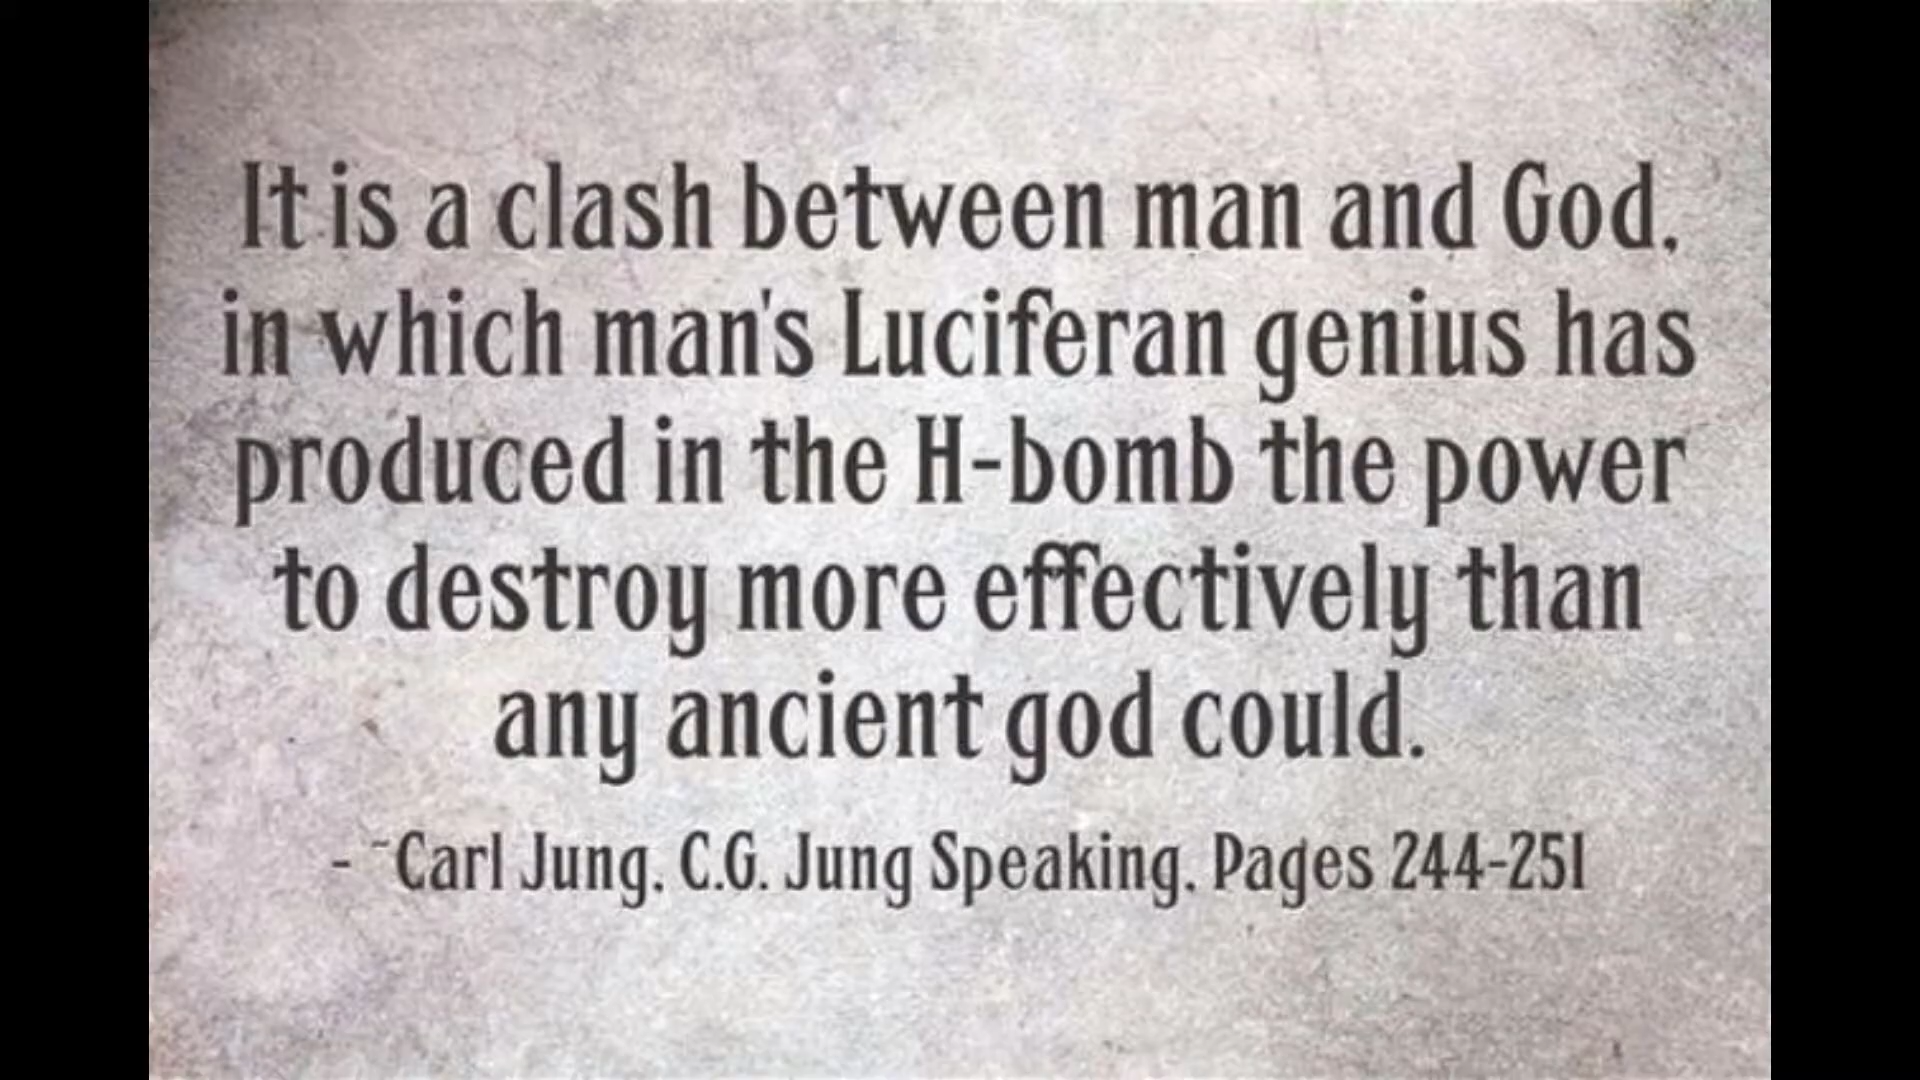 It is a clash between man and God,
in which man's Luciferan genius has
produced in the H-bomb the power
to destroy more effectively than
any ancient god could.
- ~Carl Jung, C.G. Jung Speaking, Pages 244-251